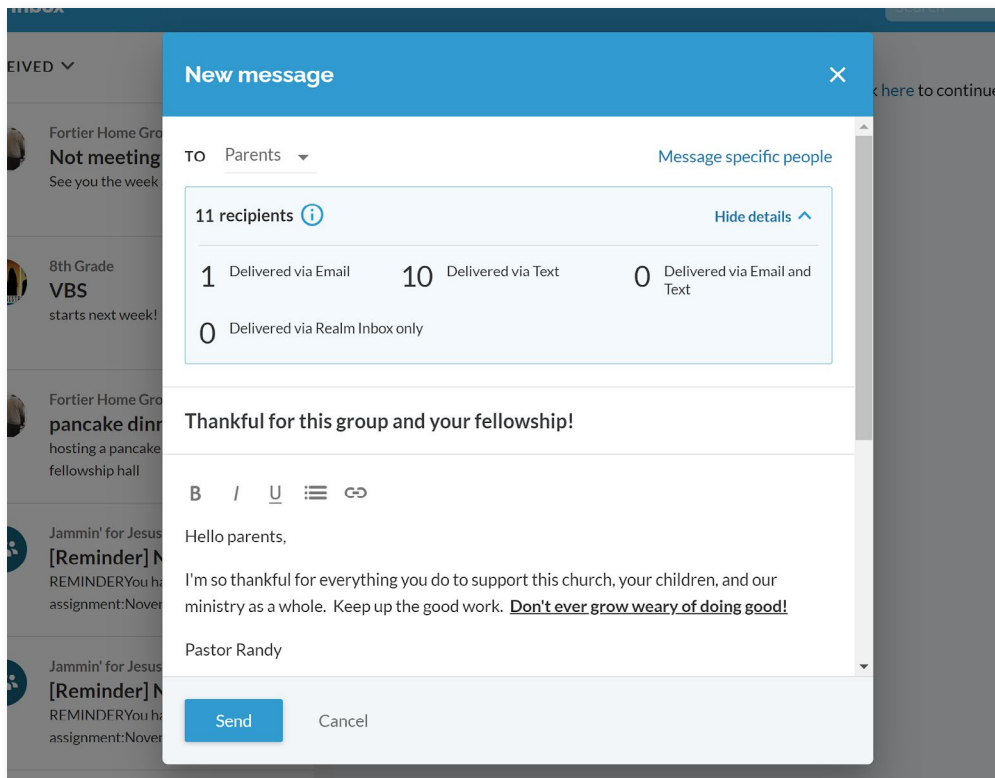 EIVED
here to continue
Fortier Home Gro
Not meeting
See you the week
8th Grade
VBS
starts next week!
Fortier Home Gro
pancake dinn
hosting a pancake
fellowship hall
Jammin' for Jesus
[Reminder] N
REMINDERYou ha
assignment:Novem
Jammin' for Jesus
[Reminder] N
REMINDERYou ha
assignment:Novem
New message
TO Parents
Message specific people
11 recipients
Hide details
1 Delivered via Email
10 Delivered via Text
0 Delivered via Email and
Text
0 Delivered via Realm Inbox only
Thankful for this group and your fellowship!
B I U
Hello parents,
I'm so thankful for everything you do to support this church, your children, and our
ministry as a whole. Keep up the good work. Don't ever grow weary of doing good!
Pastor Randy
Send
Cancel